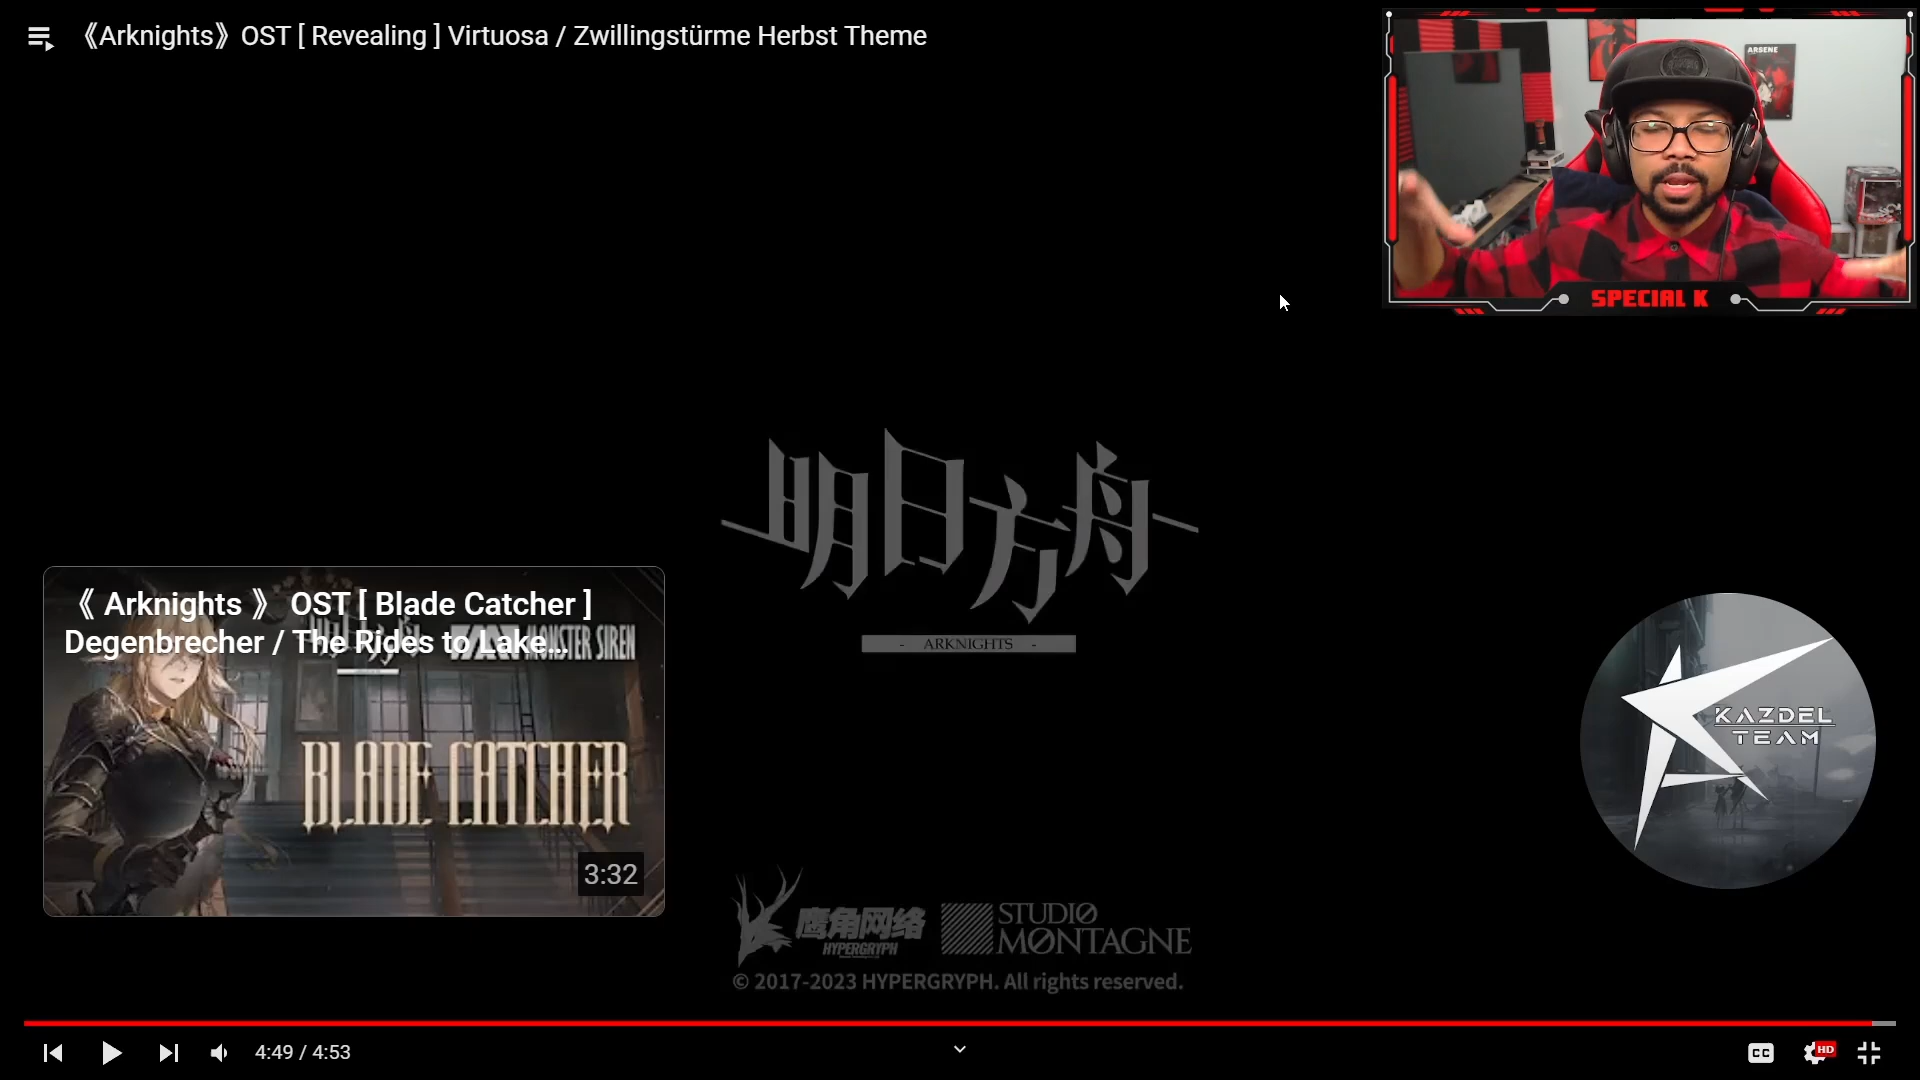 《Arknights》OST [ Revealing ] Virtuosa / Zwillingstürme Herbst Theme
ARSENE
SPECIAL K
明日方舟
- ARKNIGHTS -
《 Arknights 》 OST [ Blade Catcher ]
Degenbrecher / The Rides to Lake...
MONSTER SIREN
BLADE CATCHER
3:32
KAZDEL
TEAM
鹰角网络
HYPERGRYPH
STUDIO
MONTAGNE
© 2017-2023 HYPERGRYPH. All rights reserved.
4:49 / 4:53
CC
HD